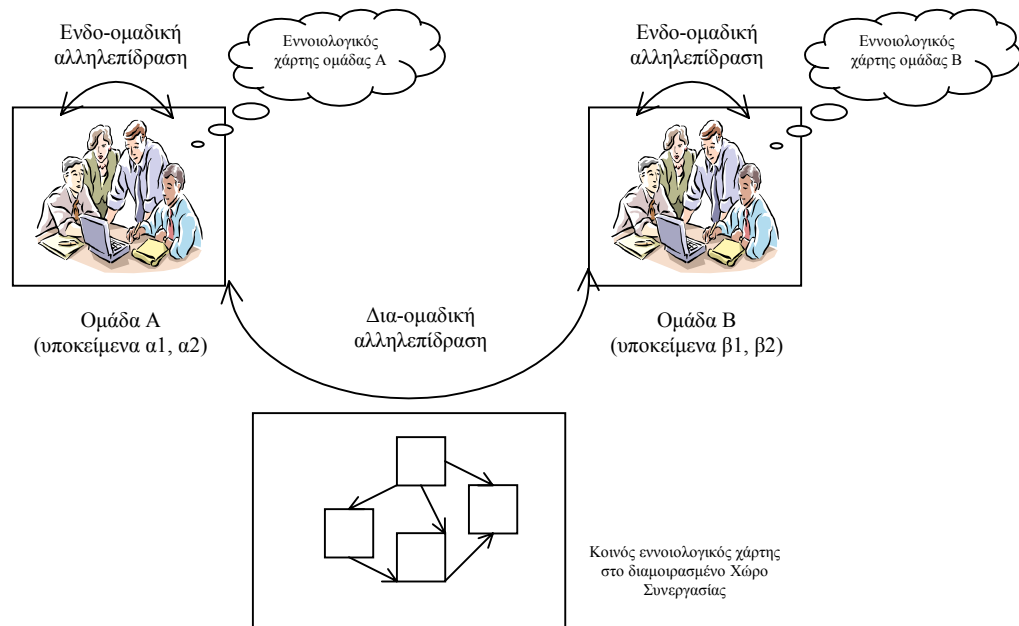 Ενδο-ομαδική
αλληλεπίδραση
Εννοιολογικός
χάρτης ομάδας Α
Ενδο-ομαδική
αλληλεπίδραση
Εννοιολογικός
χάρτης ομάδας Β
Ομάδα Α
(υποκείμενα α1, α2)
Δια-ομαδική
αλληλεπίδραση
Ομάδα Β
(υποκείμενα β1, β2)
Κοινός εννοιολογικός χάρτης
στο διαμοιρασμένο Χώρο
Συνεργασίας